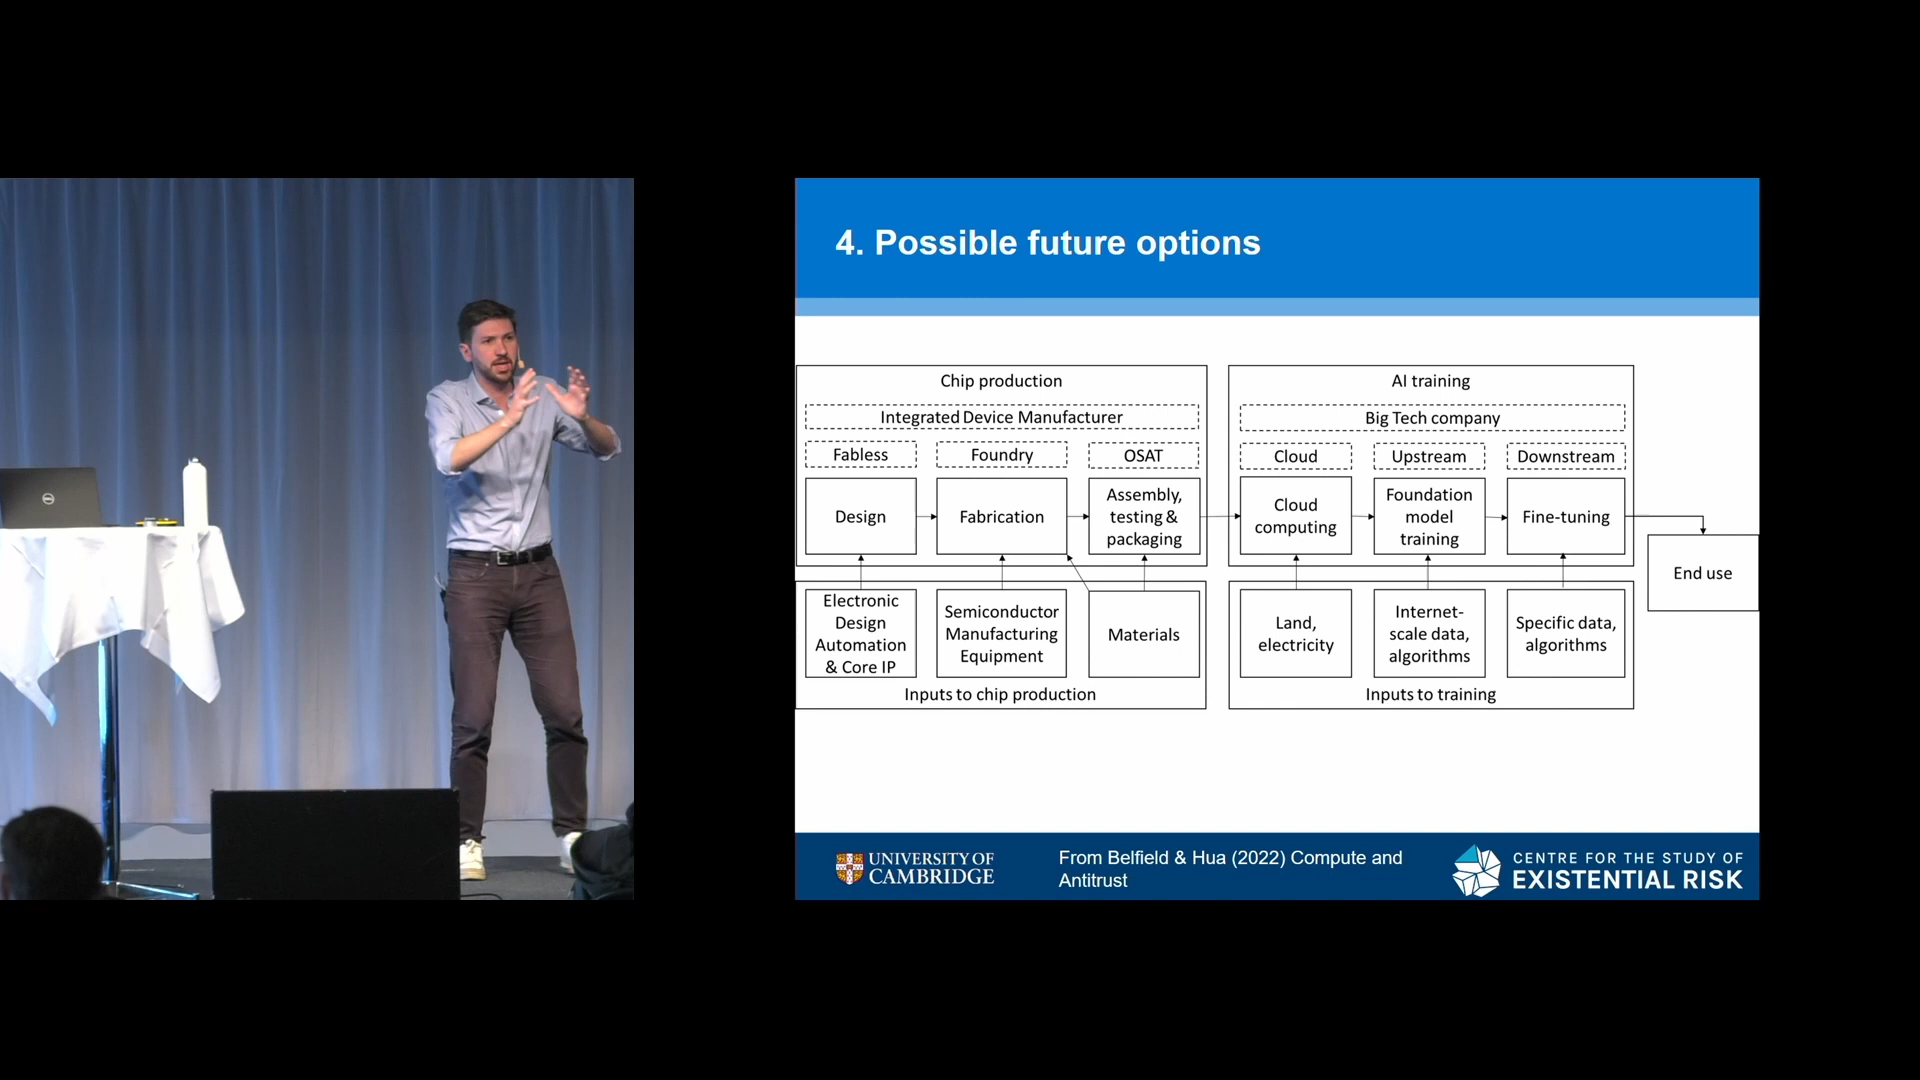 4. Possible future options
Chip production
Integrated Device Manufacturer
Fabless
Foundry
OSAT
Design
Fabrication
Assembly,
testing &
packaging
Electronic
Design
Automation
& Core IP
Semiconductor
Manufacturing
Equipment
Materials
Inputs to chip production
AI training
Big Tech company
Cloud
Upstream
Downstream
Cloud
computing
Foundation
model
training
Fine-tuning
Land,
electricity
Internet-
scale data,
algorithms
Specific data,
algorithms
Inputs to training
End use
UNIVERSITY OF
CAMBRIDGE
From Belfield & Hua (2022) Compute and
Antitrust
CENTRE FOR THE STUDY OF
EXISTENTIAL RISK
DELL